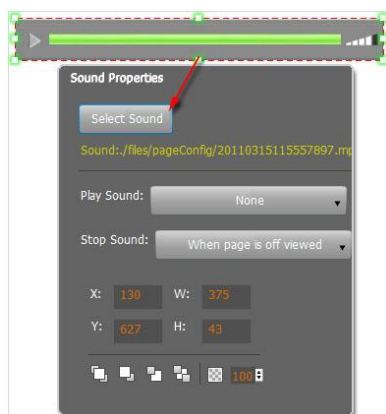 Sound Properties
Select Sound
Sound:./files/pageConfig/20110315115557897.mp
Play Sound: None
Stop Sound: When page is off viewed
X: 130 W: 375
Y: 627 H: 43
100